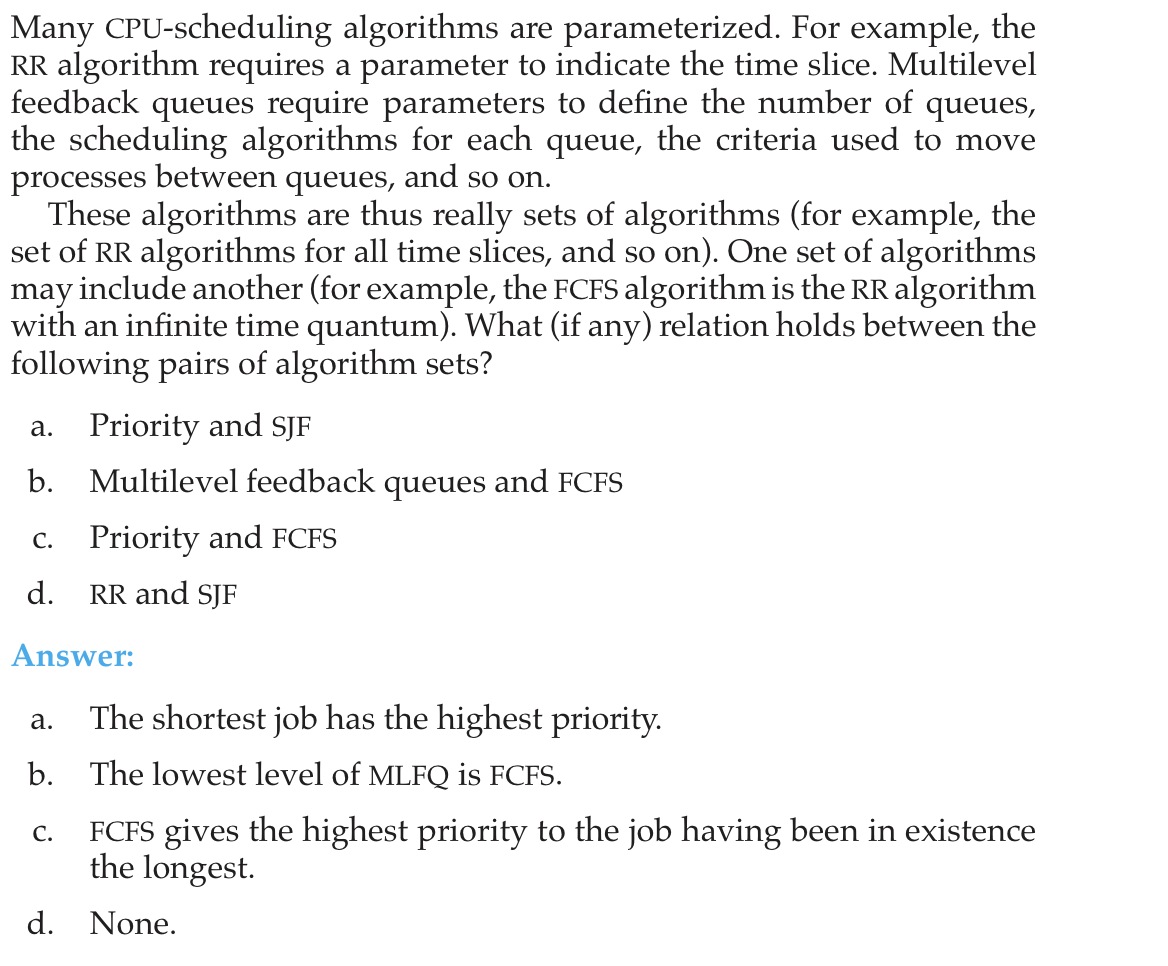 Many CPU-scheduling algorithms are parameterized. For example, the
RR algorithm requires a parameter to indicate the time slice. Multilevel
feedback queues require parameters to define the number of queues,
the scheduling algorithms for each queue, the criteria used to move
processes between queues, and so on.
These algorithms are thus really sets of algorithms (for example, the
set of RR algorithms for all time slices, and so on). One set of algorithms
may include another (for example, the FCFS algorithm is the RR algorithm
with an infinite time quantum). What (if any) relation holds between the
following pairs of algorithm sets?
a. Priority and SJF
b. Multilevel feedback queues and FCFS
c. Priority and FCFS
d. RR and SJF
Answer:
a. The shortest job has the highest priority.
b. The lowest level of MLFQ is FCFS.
c. FCFS gives the highest priority to the job having been in existence
the longest.
d. None.